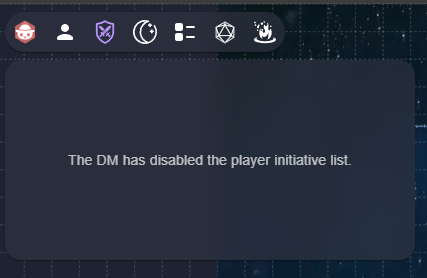 The DM has disabled the player initiative list.